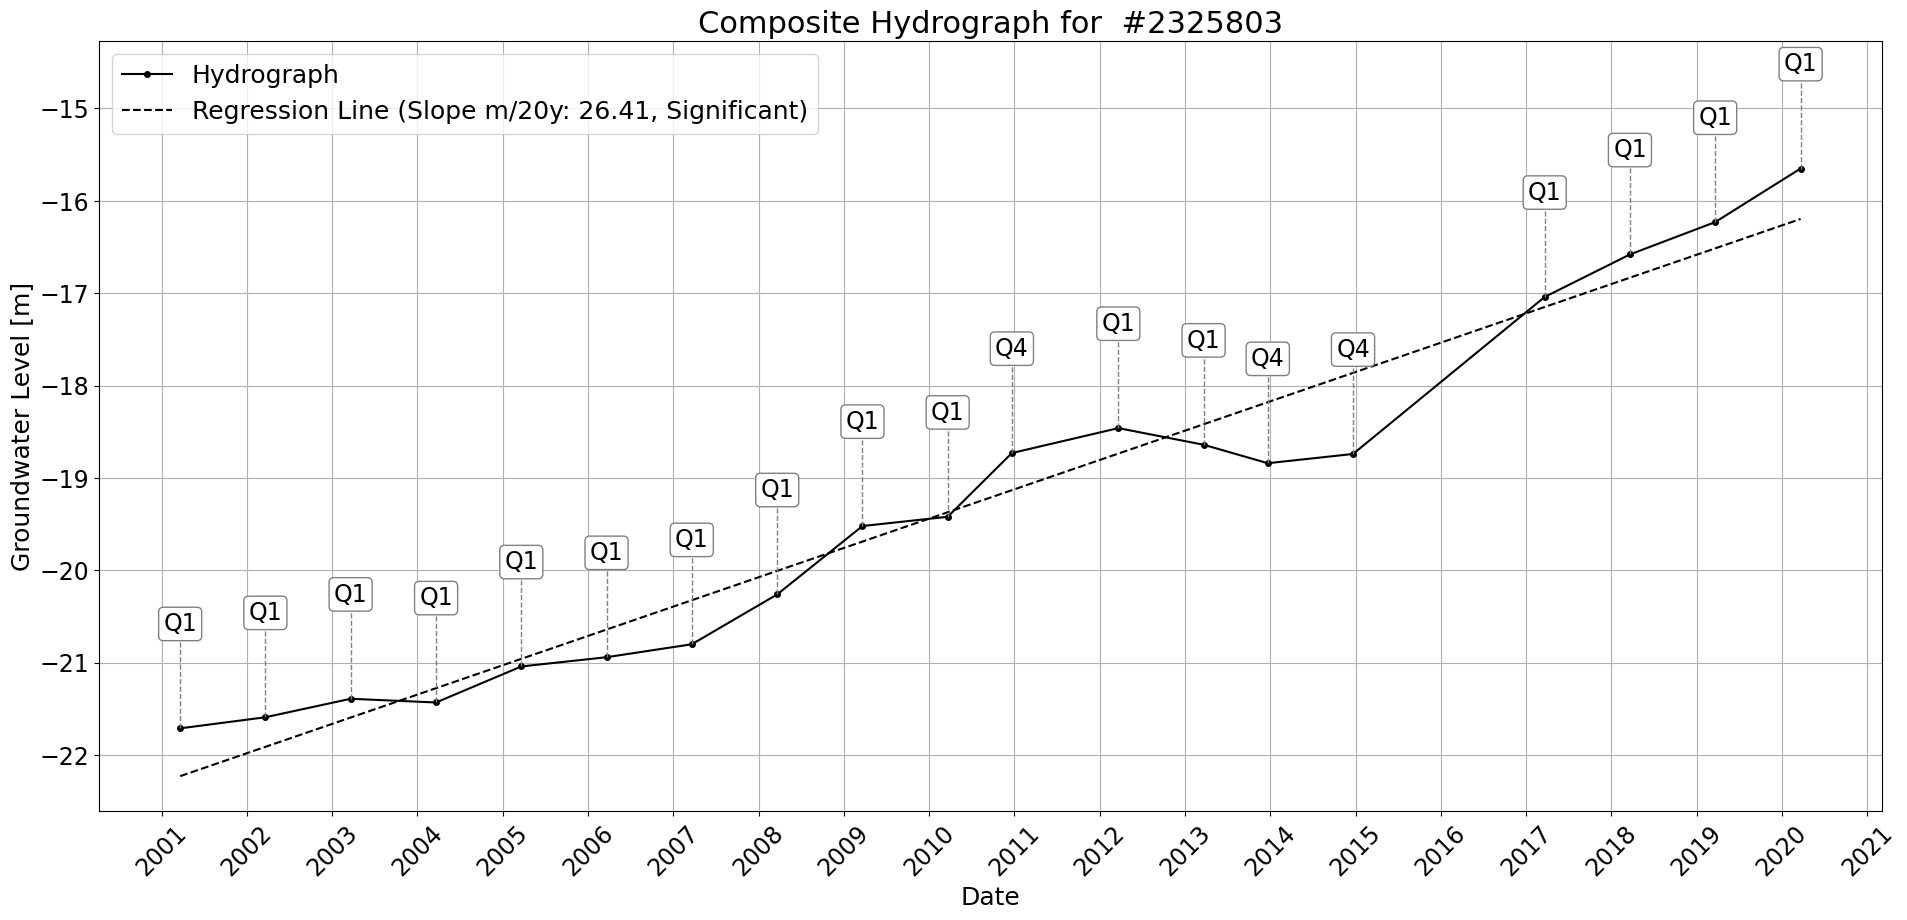 Composite Hydrograph for  #2325803
Hydrograph
Regression Line (Slope m/20y: 26.41, Significant)
Groundwater Level [m]
−15
−16
−17
−18
−19
−20
−21
−22
Q1
Q1
Q1
Q1
Q1
Q1
Q1
Q1
Q1
Q1
Q4
Q1
Q1
Q4
Q4
Q1
Q1
Q1
Q1
2001
2002
2003
2004
2005
2006
2007
2008
2009
2010
2011
2012
2013
2014
2015
2016
2017
2018
2019
2020
2021
Date